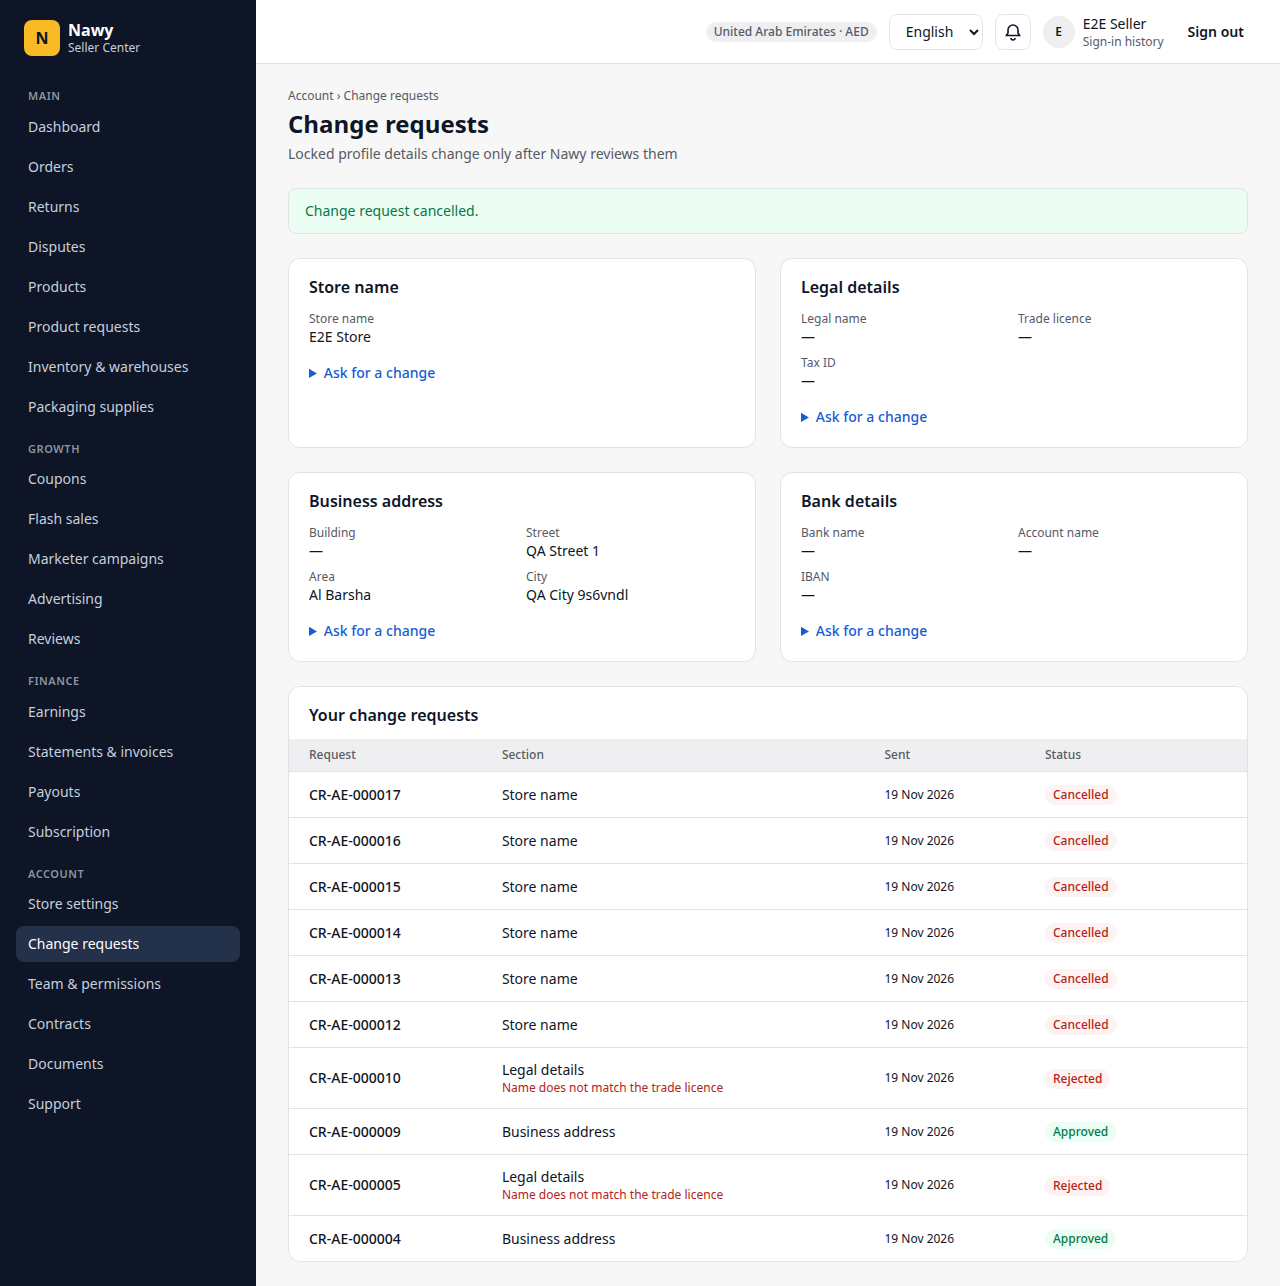 N
Nawy
Seller Center
MAIN
Dashboard
Orders
Returns
Disputes
Products
Product requests
Inventory & warehouses
Packaging supplies
GROWTH
Coupons
Flash sales
Marketer campaigns
Advertising
Reviews
FINANCE
Earnings
Statements & invoices
Payouts
Subscription
ACCOUNT
Store settings
Change requests
Team & permissions
Contracts
Documents
Support
United Arab Emirates · AED
English
E
E2E Seller
Sign-in history
Sign out
Account › Change requests
Change requests
Locked profile details change only after Nawy reviews them
Change request cancelled.
Store name
Store name
E2E Store
Ask for a change
Legal details
Legal name Trade licence
— —
Tax ID
—
Ask for a change
Business address
Building Street
— QA Street 1
Area City
Al Barsha QA City 9s6vndl
Ask for a change
Bank details
Bank name Account name
— —
IBAN
—
Ask for a change
Your change requests
Request Section Sent Status
CR-AE-000017 Store name 19 Nov 2026 Cancelled
CR-AE-000016 Store name 19 Nov 2026 Cancelled
CR-AE-000015 Store name 19 Nov 2026 Cancelled
CR-AE-000014 Store name 19 Nov 2026 Cancelled
CR-AE-000013 Store name 19 Nov 2026 Cancelled
CR-AE-000012 Store name 19 Nov 2026 Cancelled
CR-AE-000010 Legal details 19 Nov 2026 Rejected
Name does not match the trade licence
CR-AE-000009 Business address 19 Nov 2026 Approved
CR-AE-000005 Legal details 19 Nov 2026 Rejected
Name does not match the trade licence
CR-AE-000004 Business address 19 Nov 2026 Approved